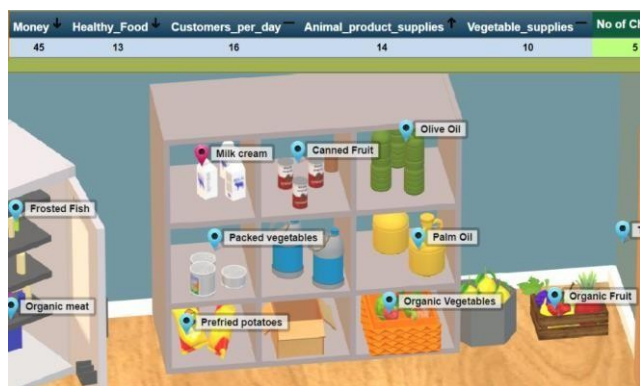 Money Healthy_Food Customers_per_day Animal_product_supplies Vegetable_supplies No of Ch
45 13 16 14 10 5
Olive Oil
Milk cream
Canned Fruit
Frosted Fish
Packed vegetables
Palm Oil
Organic meat
Organic Vegetables
Organic Fruit
Prefried potatoes